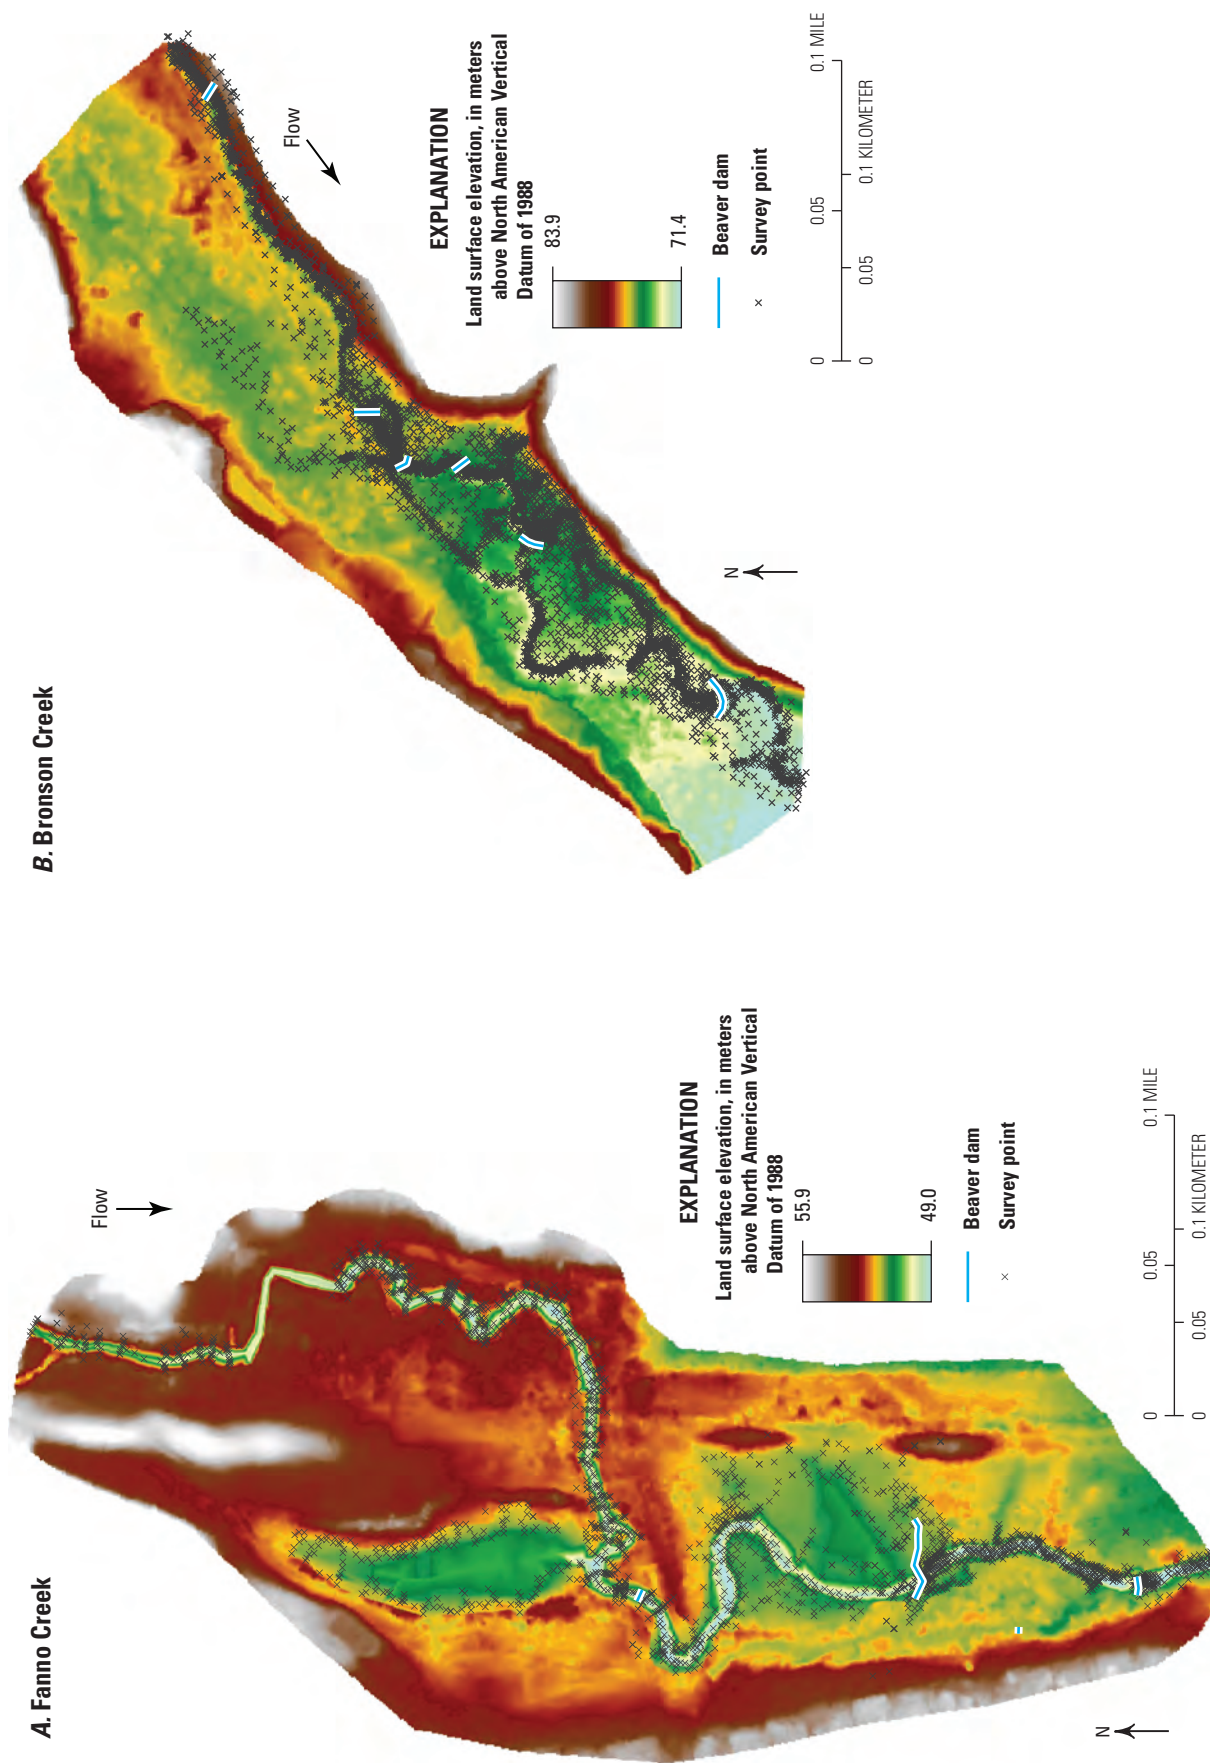 A. Fanno Creek
Flow
EXPLANATION
Land surface elevation, in meters
above North American Vertical
Datum of 1988
55.9
49.0
Beaver dam
Survey point
0 0.05 0.1 MILE
0 0.05 0.1 KILOMETER
N
B. Bronson Creek
Flow
EXPLANATION
Land surface elevation, in meters
above North American Vertical
Datum of 1988
83.9
71.4
Beaver dam
Survey point
0 0.05 0.1 MILE
0 0.05 0.1 KILOMETER
N